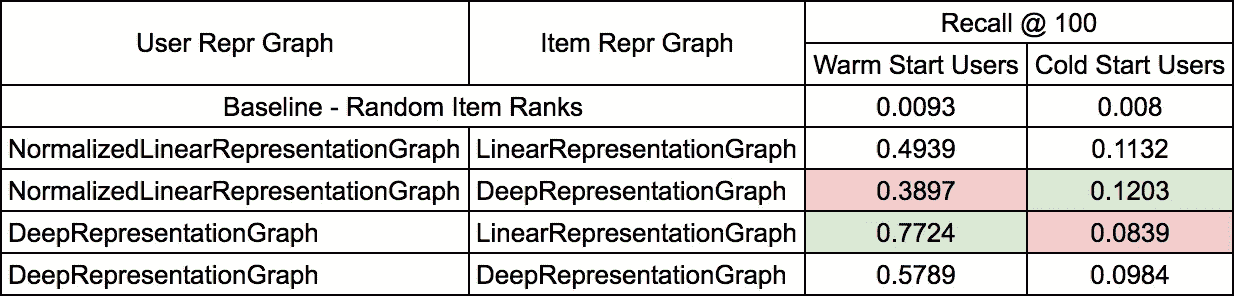 User Repr Graph Item Repr Graph Recall @ 100
Warm Start Users Cold Start Users
Baseline - Random Item Ranks 0.0093 0.008
NormalizedLinearRepresentationGraph LinearRepresentationGraph 0.4939 0.1132
NormalizedLinearRepresentationGraph DeepRepresentationGraph 0.3897 0.1203
DeepRepresentationGraph LinearRepresentationGraph 0.7724 0.0839
DeepRepresentationGraph DeepRepresentationGraph 0.5789 0.0984